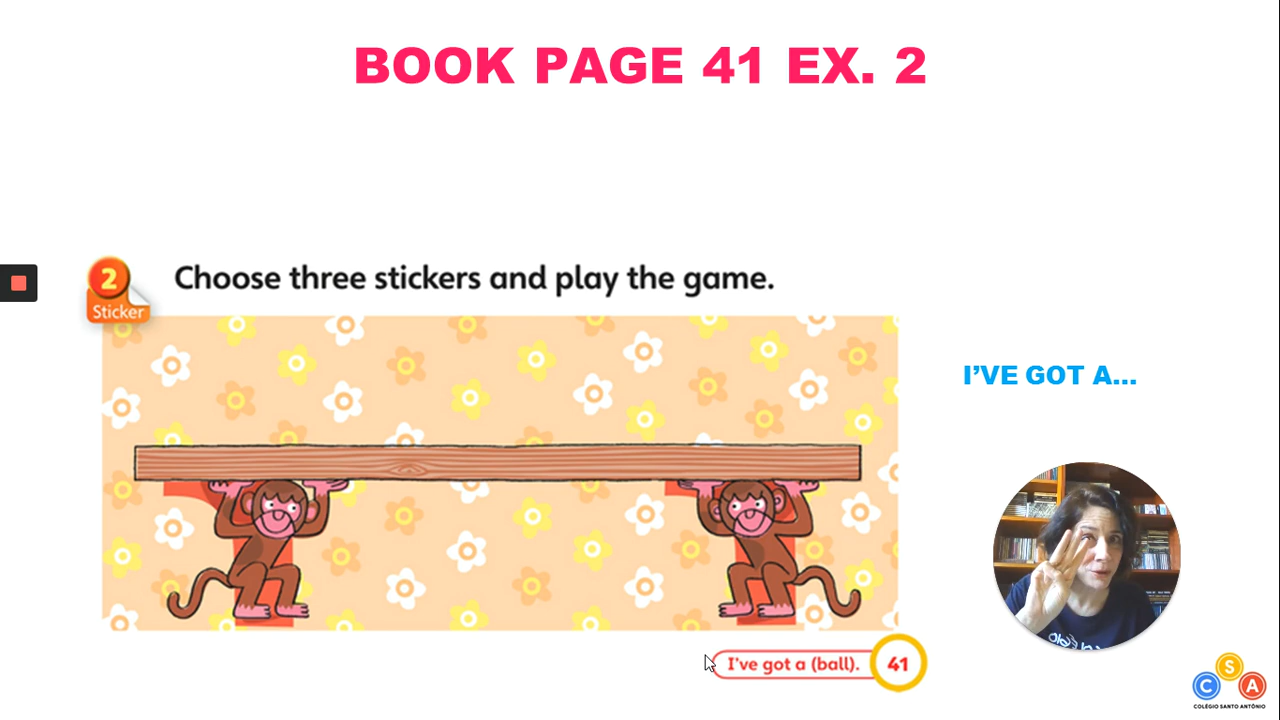 BOOK PAGE 41 EX. 2
2
Sticker
Choose three stickers and play the game.
I'VE GOT A...
I've got a (ball).
41
C S A
COLÉGIO SANTO ANTÔNIO